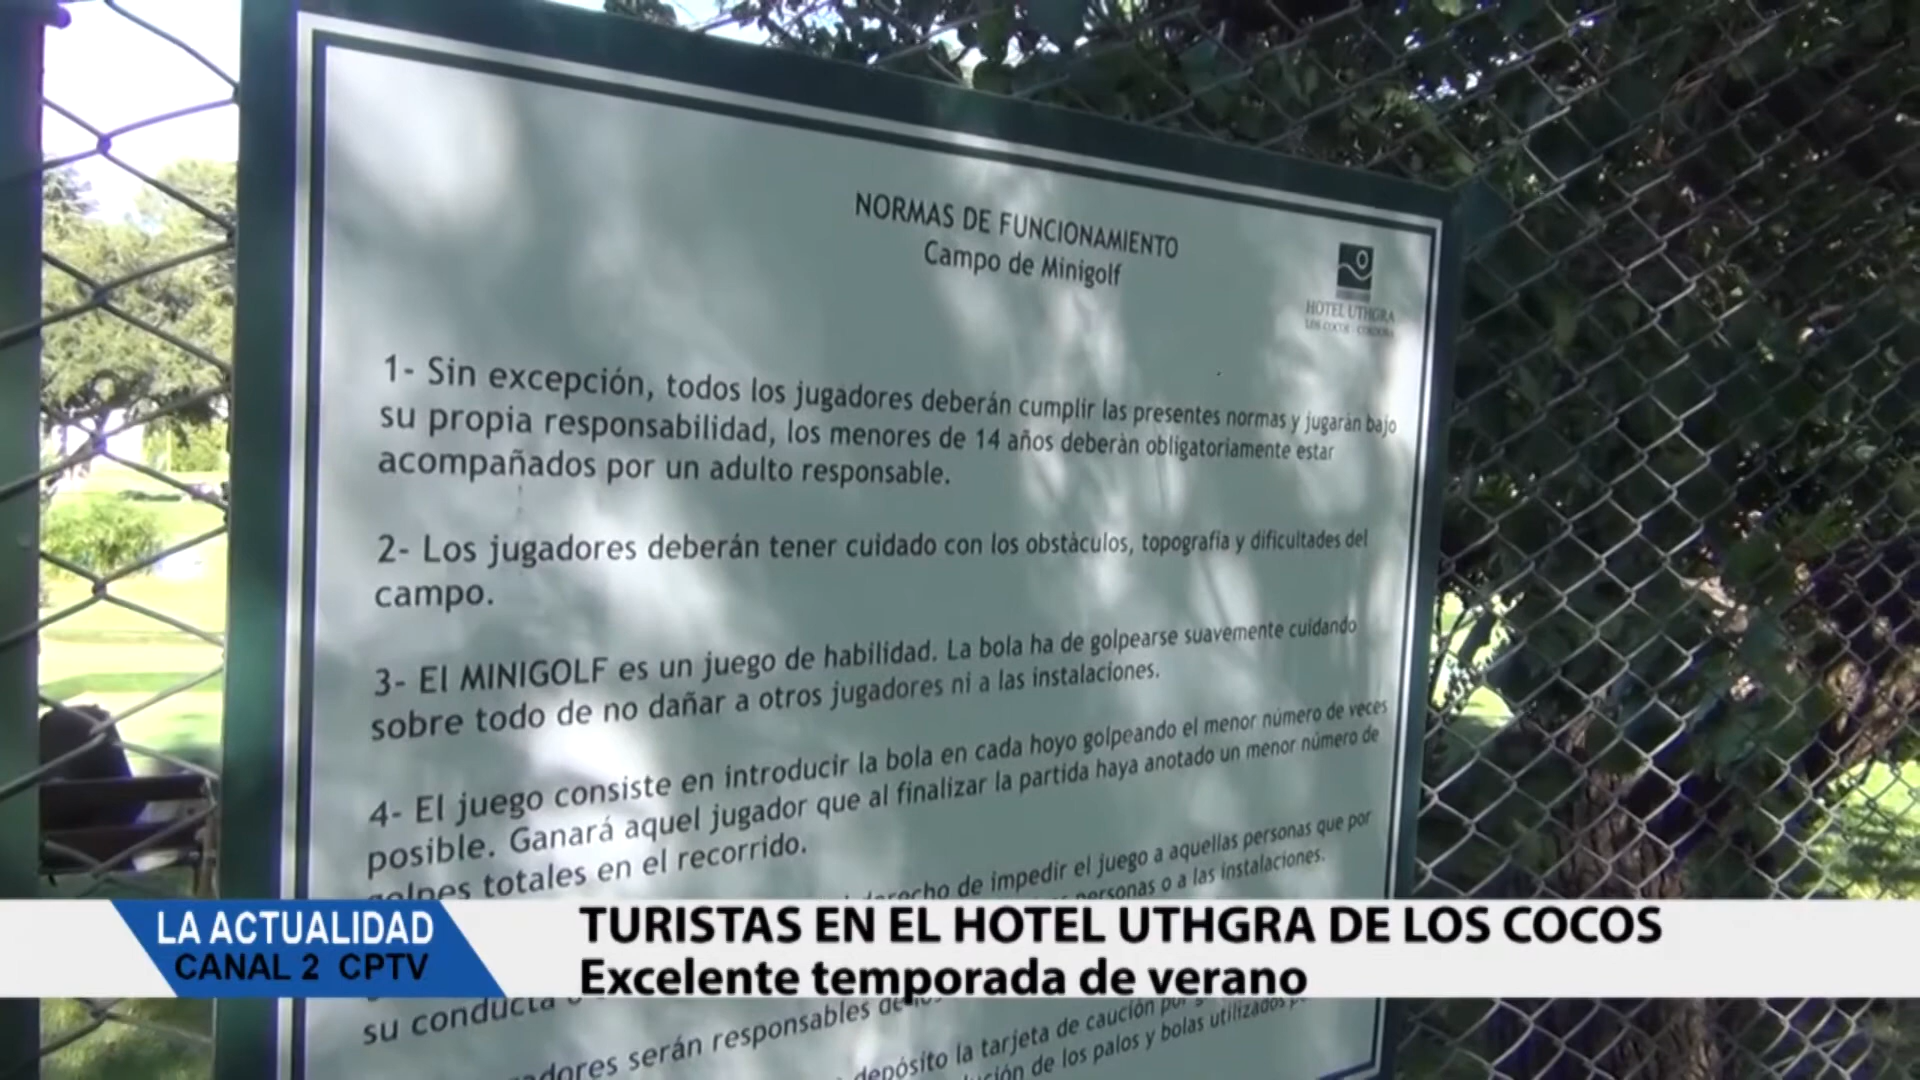 NORMAS DE FUNCIONAMIENTO
Campo de Minigolf
HOTEL UTHGRA
LOS COCOS - CORDOBA
1- Sin excepción, todos los jugadores deberán cumplir las presentes normas y jugarán bajo
su propia responsabilidad, los menores de 14 años deberán obligatoriamente estar
acompañados por un adulto responsable.
2- Los jugadores deberán tener cuidado con los obstáculos, topografía y dificultades del
campo.
3- El MINIGOLF es un juego de habilidad. La bola ha de golpearse suavemente cuidando
sobre todo de no dañar a otros jugadores ni a las instalaciones.
4- El juego consiste en introducir la bola en cada hoyo golpeando el menor número de veces
posible. Ganará aquel jugador que al finalizar la partida haya anotado un menor número de
golpes totales en el recorrido.
derecho de impedir el juego a aquellas personas que por
personas o a las instalaciones.
su conducta
serán responsables de
depósito la tarjeta de caución por
de los palos y bolas utilizados
LA ACTUALIDAD
CANAL 2 CPTV
TURISTAS EN EL HOTEL UTHGRA DE LOS COCOS
Excelente temporada de verano